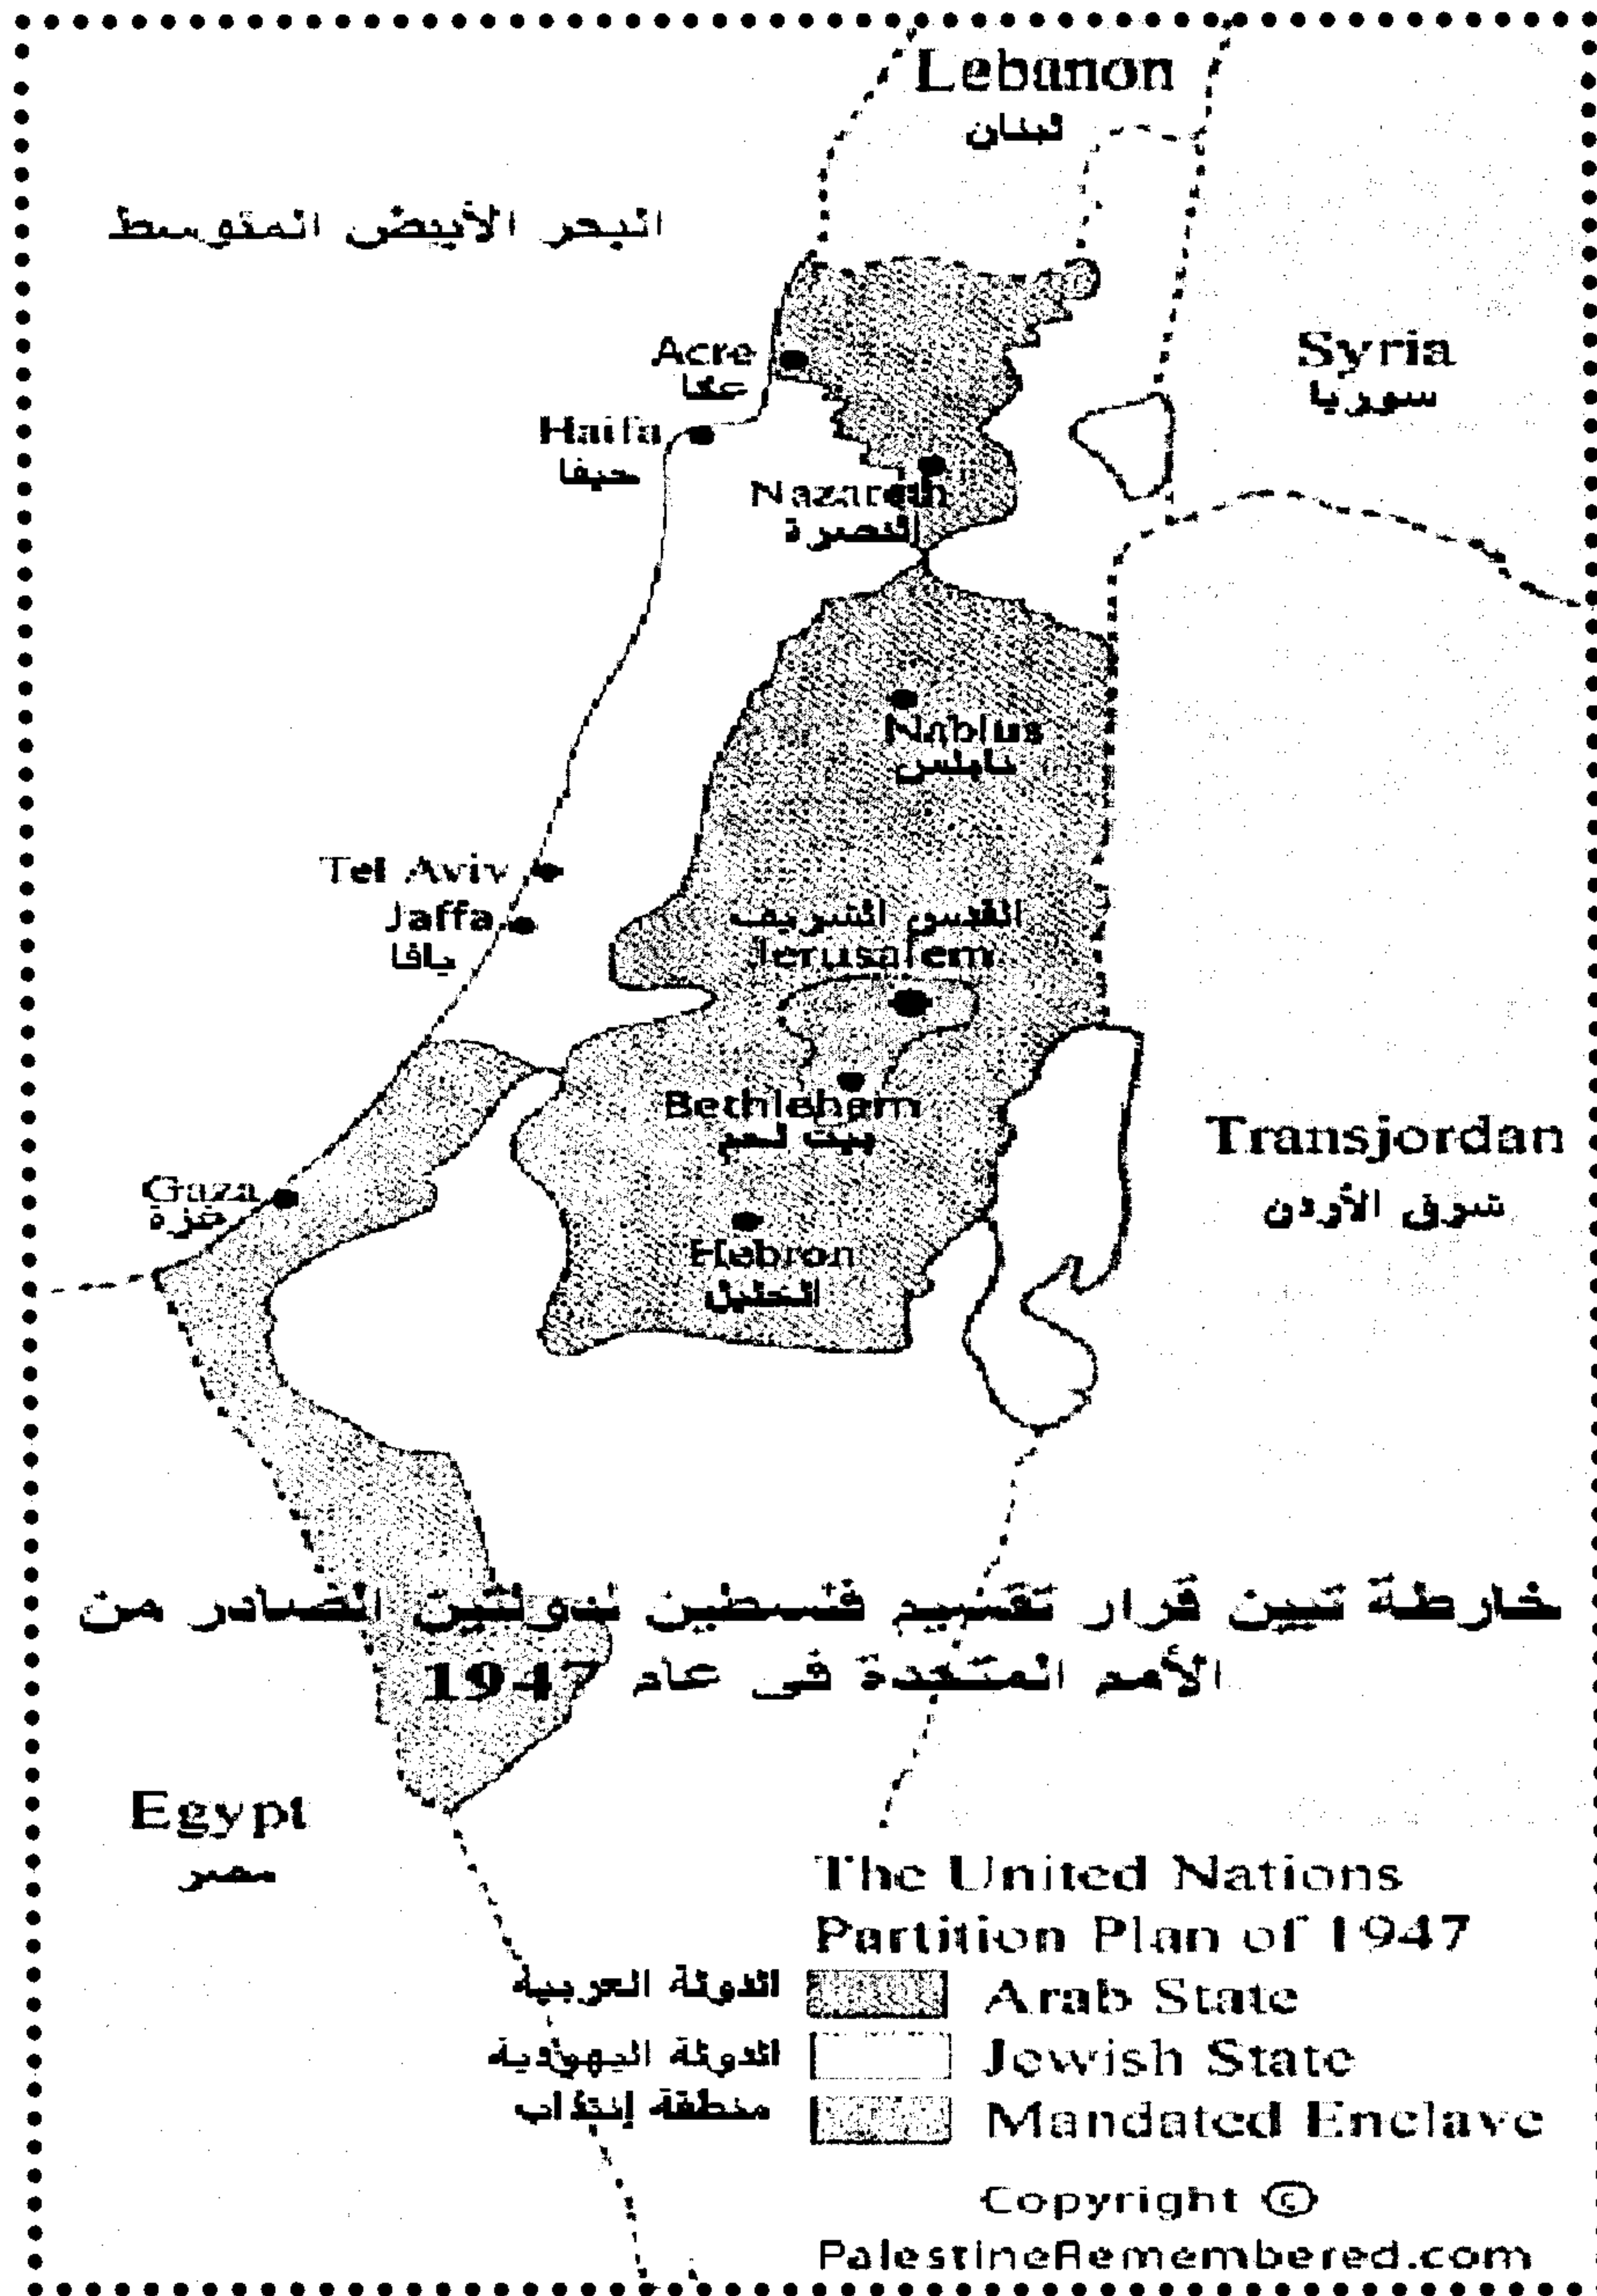 Lebanon
لبنان
البحر الأبيض المتوسط
Syria
سوريا
Acre
عكا
Haifa
حيفا
Nazareth
النصرة
Nablus
نابلس
Tel Aviv
Jaffa
يافا
القدس الشريف
Jerusalem
Bethleham
بيت لحم
Transjordan
شرق الأردن
Gaza
غزه
Hebron
الخليل
خارطة تبين قرار تقسيم فلسطين لدولتين الصادر من
الأمم المتحدة في عام 1947
Egypt
مصر
The United Nations
Partition Plan of 1947
الدولة العربية Arab State
الدولة اليهودية Jewish State
منطقة إنتداب Mandated Enclave
Copyright ©
PalestineRemembered.com